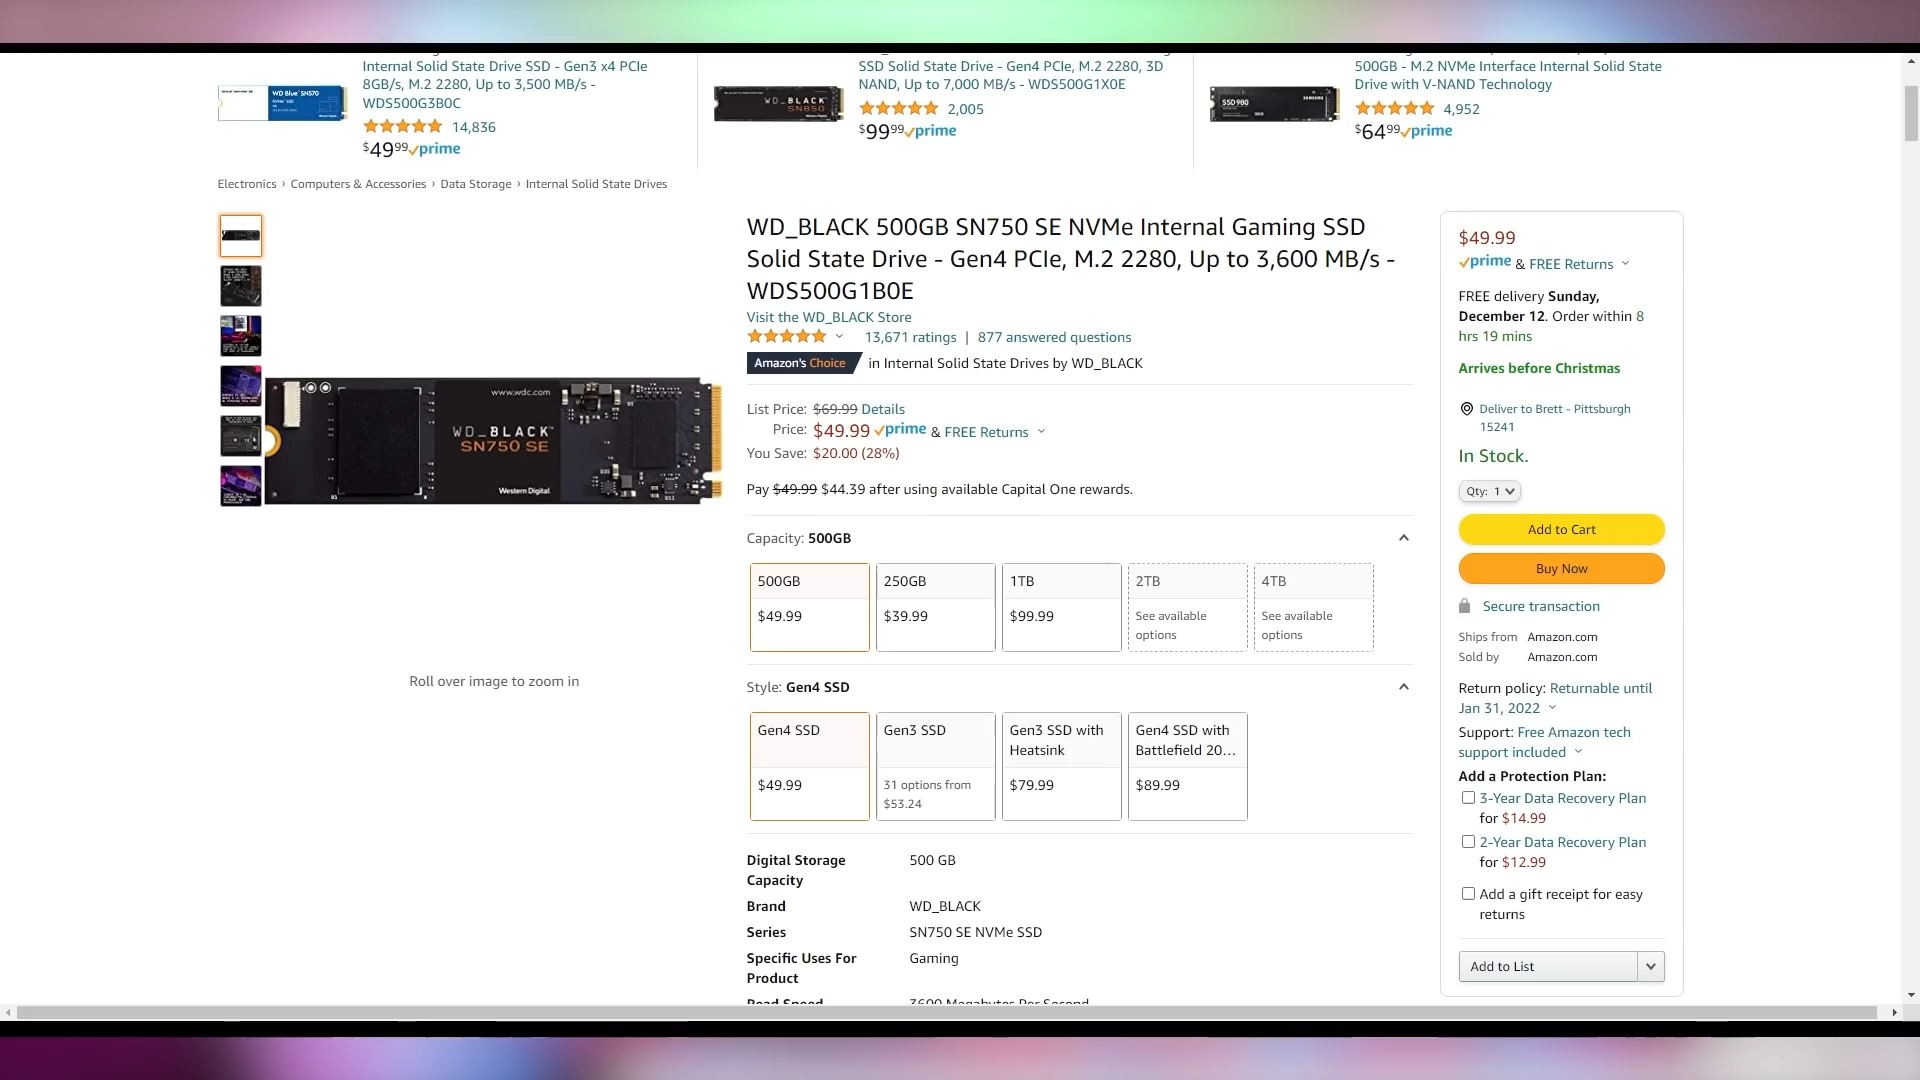 Internal Solid State Drive SSD - Gen3 x4 PCIe
8GB/s, M.2 2280, Up to 3,500 MB/s -
WDS500G3B0C
14,836
$49.99 prime
WD Blue SN570
SSD Solid State Drive - Gen4 PCIe, M.2 2280, 3D
NAND, Up to 7,000 MB/s - WDS500G1X0E
2,005
$99.99 prime
WD_BLACK
SN850
500GB - M.2 NVMe Interface Internal Solid State
Drive with V-NAND Technology
4,952
$64.99 prime
SSD 980
SAMSUNG
Electronics › Computers & Accessories › Data Storage › Internal Solid State Drives
www.wdc.com
WD_BLACK™
SN750 SE
Western Digital
Roll over image to zoom in
WD_BLACK 500GB SN750 SE NVMe Internal Gaming SSD
Solid State Drive - Gen4 PCIe, M.2 2280, Up to 3,600 MB/s -
WDS500G1B0E
Visit the WD_BLACK Store
13,671 ratings | 877 answered questions
Amazon's Choice in Internal Solid State Drives by WD_BLACK
List Price: $69.99 Details
Price: $49.99 prime & FREE Returns
You Save: $20.00 (28%)
Pay $49.99 $44.39 after using available Capital One rewards.
Capacity: 500GB
500GB
$49.99
250GB
$39.99
1TB
$99.99
2TB
See available
options
4TB
See available
options
Style: Gen4 SSD
Gen4 SSD
$49.99
Gen3 SSD
31 options from
$53.24
Gen3 SSD with
Heatsink
$79.99
Gen4 SSD with
Battlefield 20…
$89.99
Digital Storage
Capacity
500 GB
Brand WD_BLACK
Series SN750 SE NVMe SSD
Specific Uses For
Product
Gaming
Read Speed 3600 Megabytes Per Second
$49.99
prime & FREE Returns
FREE delivery Sunday,
December 12. Order within 8
hrs 19 mins
Arrives before Christmas
Deliver to Brett - Pittsburgh
15241
In Stock.
Qty: 1
Add to Cart
Buy Now
Secure transaction
Ships from Amazon.com
Sold by Amazon.com
Return policy: Returnable until
Jan 31, 2022
Support: Free Amazon tech
support included
Add a Protection Plan:
3-Year Data Recovery Plan
for $14.99
2-Year Data Recovery Plan
for $12.99
Add a gift receipt for easy
returns
Add to List